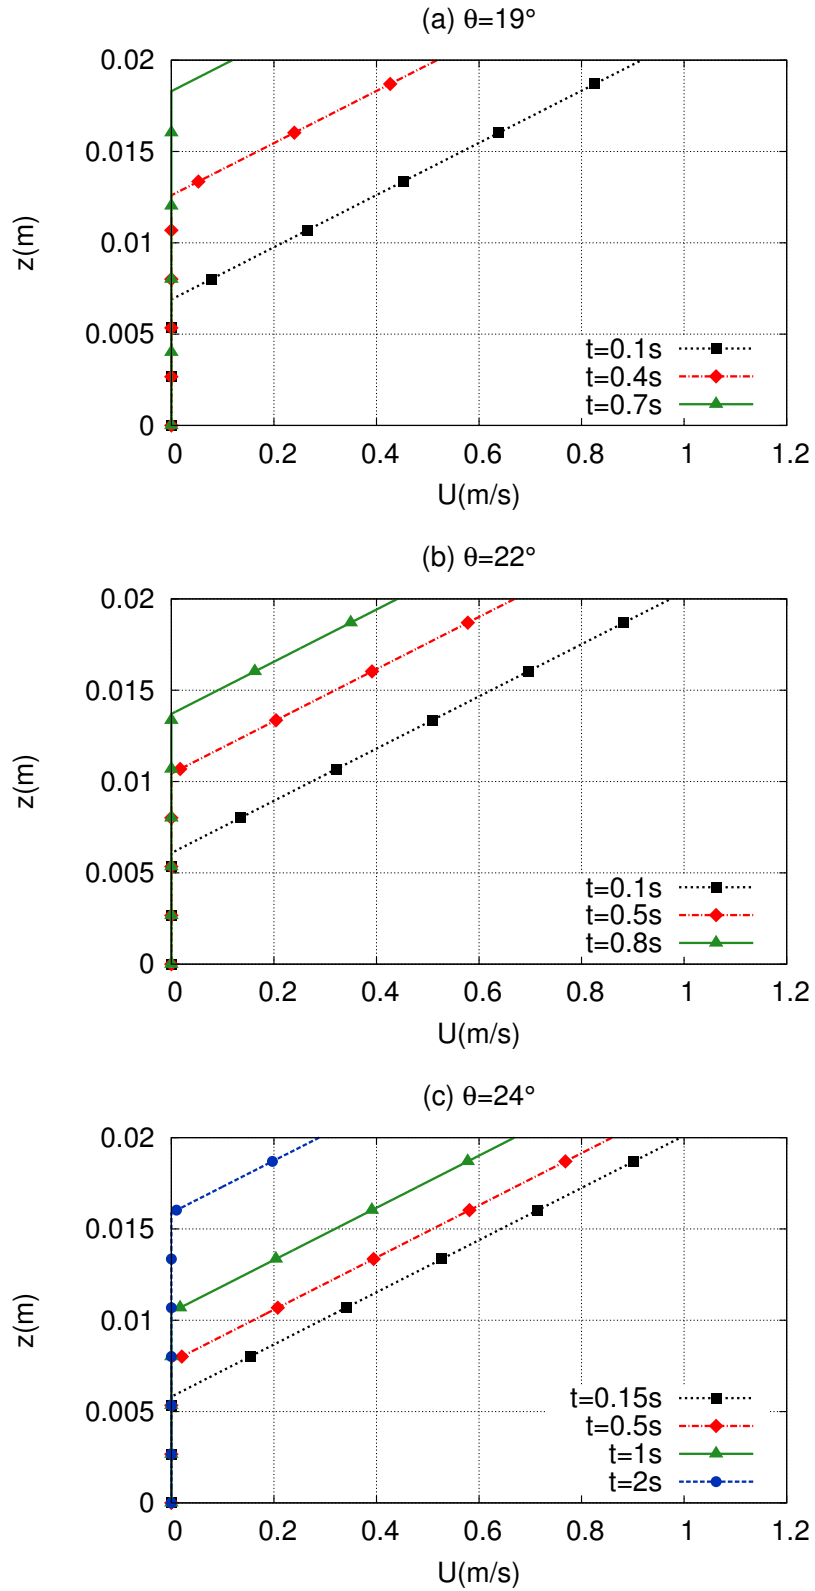 (a) θ=19°
0.02
0.015
0.01
0.005
0
z(m)
t=0.1s
t=0.4s
t=0.7s
0 0.2 0.4 0.6 0.8 1 1.2
U(m/s)
(b) θ=22°
0.02
0.015
0.01
0.005
0
z(m)
t=0.1s
t=0.5s
t=0.8s
0 0.2 0.4 0.6 0.8 1 1.2
U(m/s)
(c) θ=24°
0.02
0.015
0.01
0.005
0
z(m)
t=0.15s
t=0.5s
t=1s
t=2s
0 0.2 0.4 0.6 0.8 1 1.2
U(m/s)